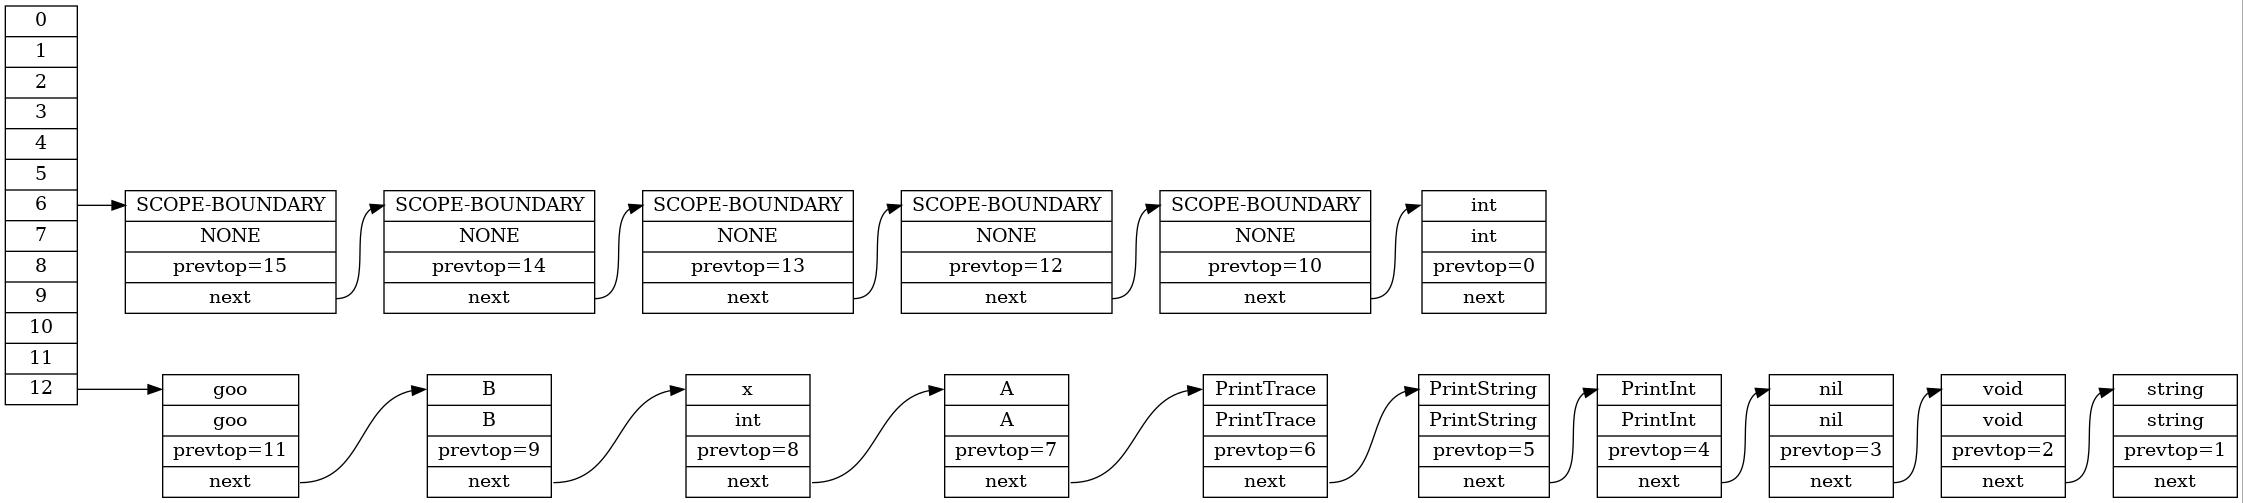 0
1
2
3
4
5
6
7
8
9
10
11
12
SCOPE-BOUNDARY
NONE
prevtop=15
next
SCOPE-BOUNDARY
NONE
prevtop=14
next
SCOPE-BOUNDARY
NONE
prevtop=13
next
SCOPE-BOUNDARY
NONE
prevtop=12
next
SCOPE-BOUNDARY
NONE
prevtop=10
next
int
int
prevtop=0
next
goo
goo
prevtop=11
next
B
B
prevtop=9
next
x
int
prevtop=8
next
A
A
prevtop=7
next
PrintTrace
PrintTrace
prevtop=6
next
PrintString
PrintString
prevtop=5
next
PrintInt
PrintInt
prevtop=4
next
nil
nil
prevtop=3
next
void
void
prevtop=2
next
string
string
prevtop=1
next